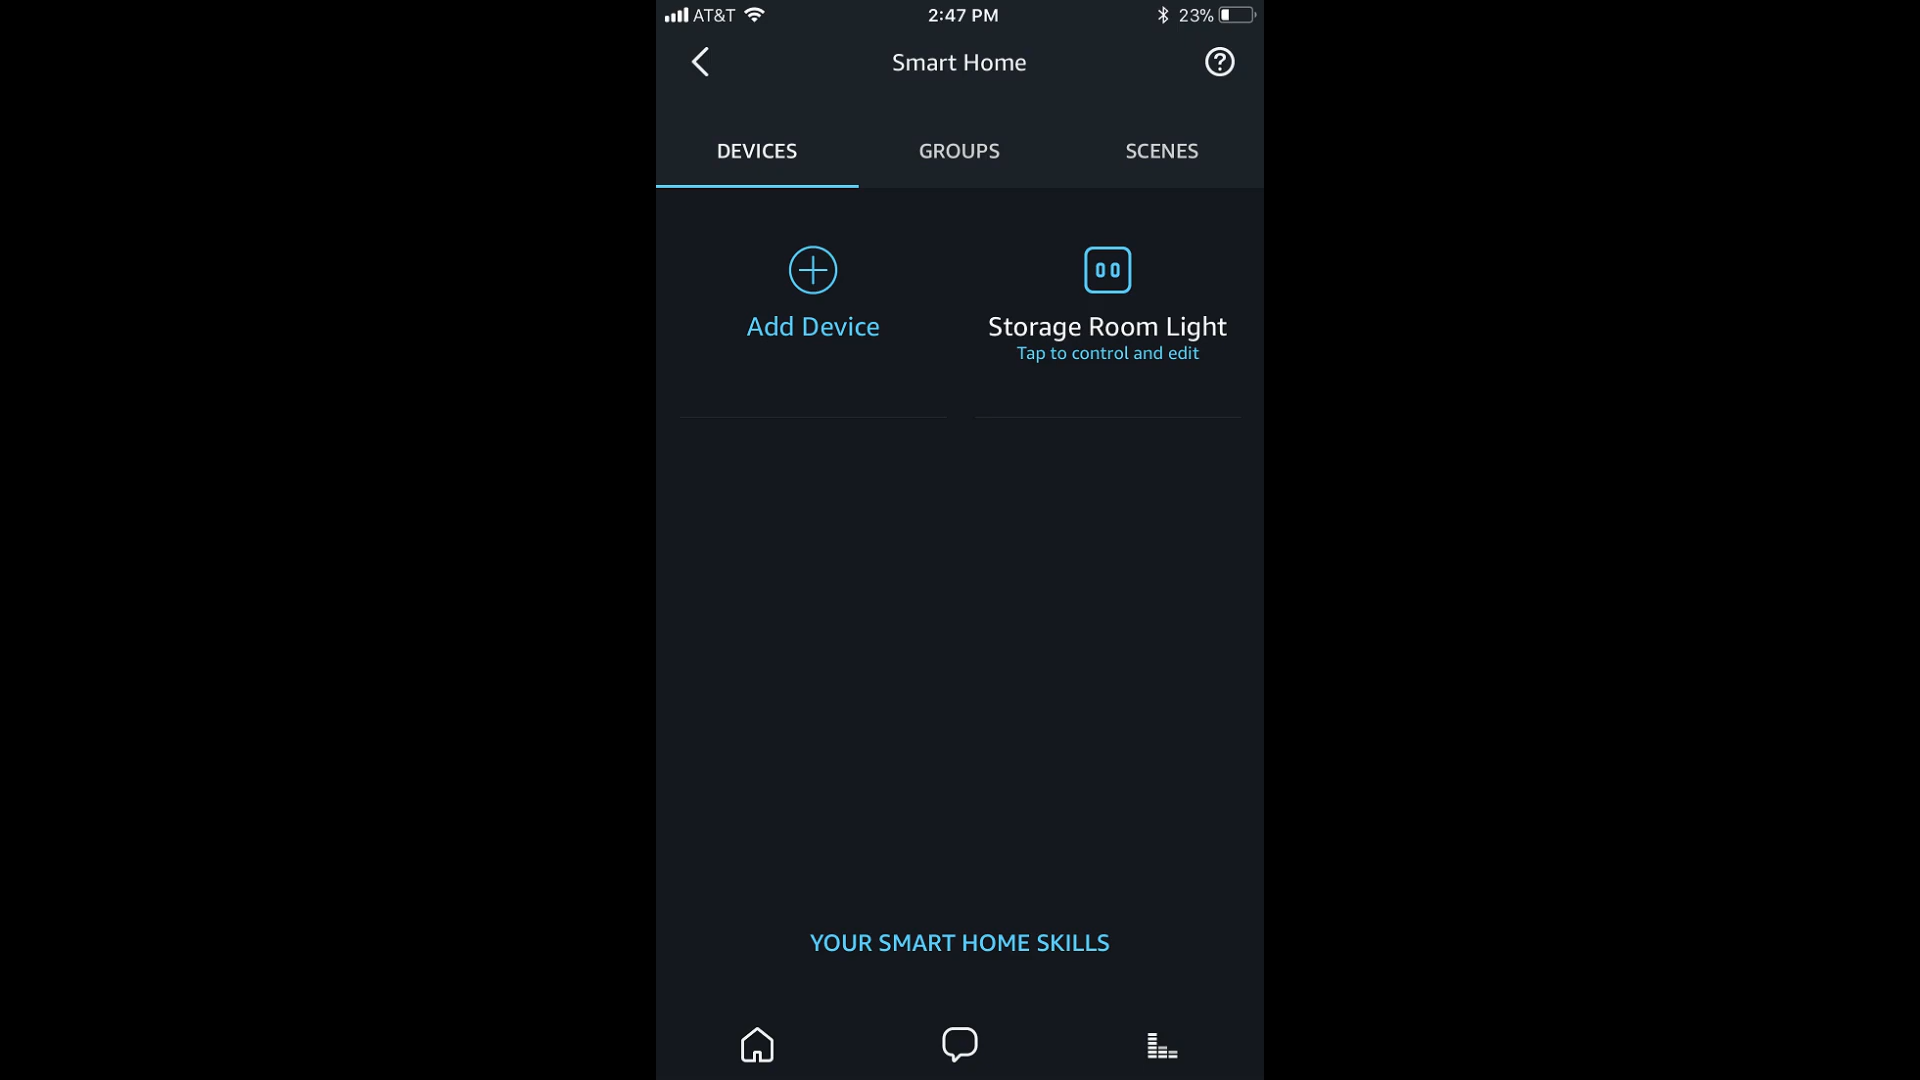 AT&T 2:47 PM 23%
Smart Home
DEVICES GROUPS SCENES
Add Device Storage Room Light
Tap to control and edit
YOUR SMART HOME SKILLS